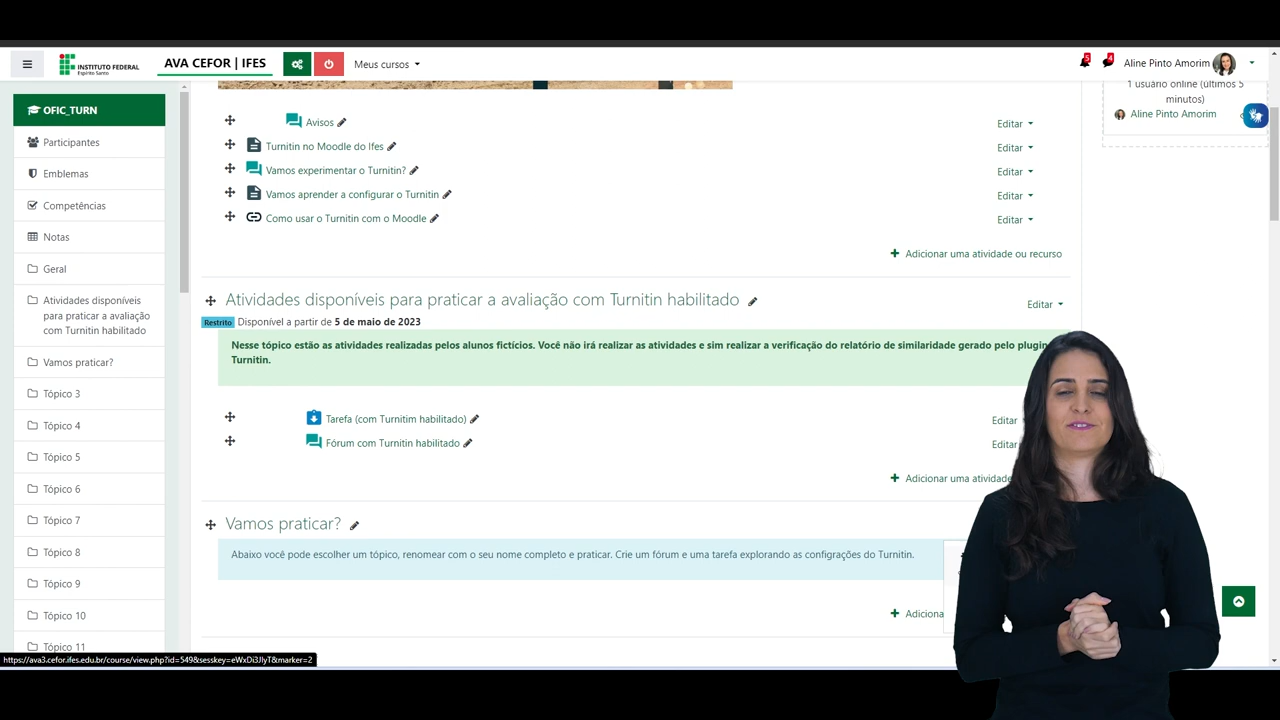 INSTITUTO FEDERAL
Espírito Santo
AVA CEFOR | IFES
Meus cursos
5
4
Aline Pinto Amorim
OFIC_TURN
Participantes
Emblemas
Competências
Notas
Geral
Atividades disponíveis
para praticar a avaliação
com Turnitin habilitado
Vamos praticar?
Tópico 3
Tópico 4
Tópico 5
Tópico 6
Tópico 7
Tópico 8
Tópico 9
Tópico 10
Tópico 11
Avisos
Editar
Turnitin no Moodle do Ifes
Editar
Vamos experimentar o Turnitin?
Editar
Vamos aprender a configurar o Turnitin
Editar
Como usar o Turnitin com o Moodle
Editar
Adicionar uma atividade ou recurso
Atividades disponíveis para praticar a avaliação com Turnitin habilitado
Editar
Restrito Disponível a partir de 5 de maio de 2023
Nesse tópico estão as atividades realizadas pelos alunos fictícios. Você não irá realizar as atividades e sim realizar a verificação do relatório de similaridade gerado pelo plugin
Turnitin.
Tarefa (com Turnitim habilitado)
Editar
Fórum com Turnitin habilitado
Editar
Adicionar uma atividade
Vamos praticar?
Abaixo você pode escolher um tópico, renomear com o seu nome completo e praticar. Crie um fórum e uma tarefa explorando as configrações do Turnitin.
Adiciona
1 usuário online (últimos 5
minutos)
Aline Pinto Amorim
https://ava3.cefor.ifes.edu.br/course/view.php?id=549&sesskey=eWxDi3JlyT&marker=2